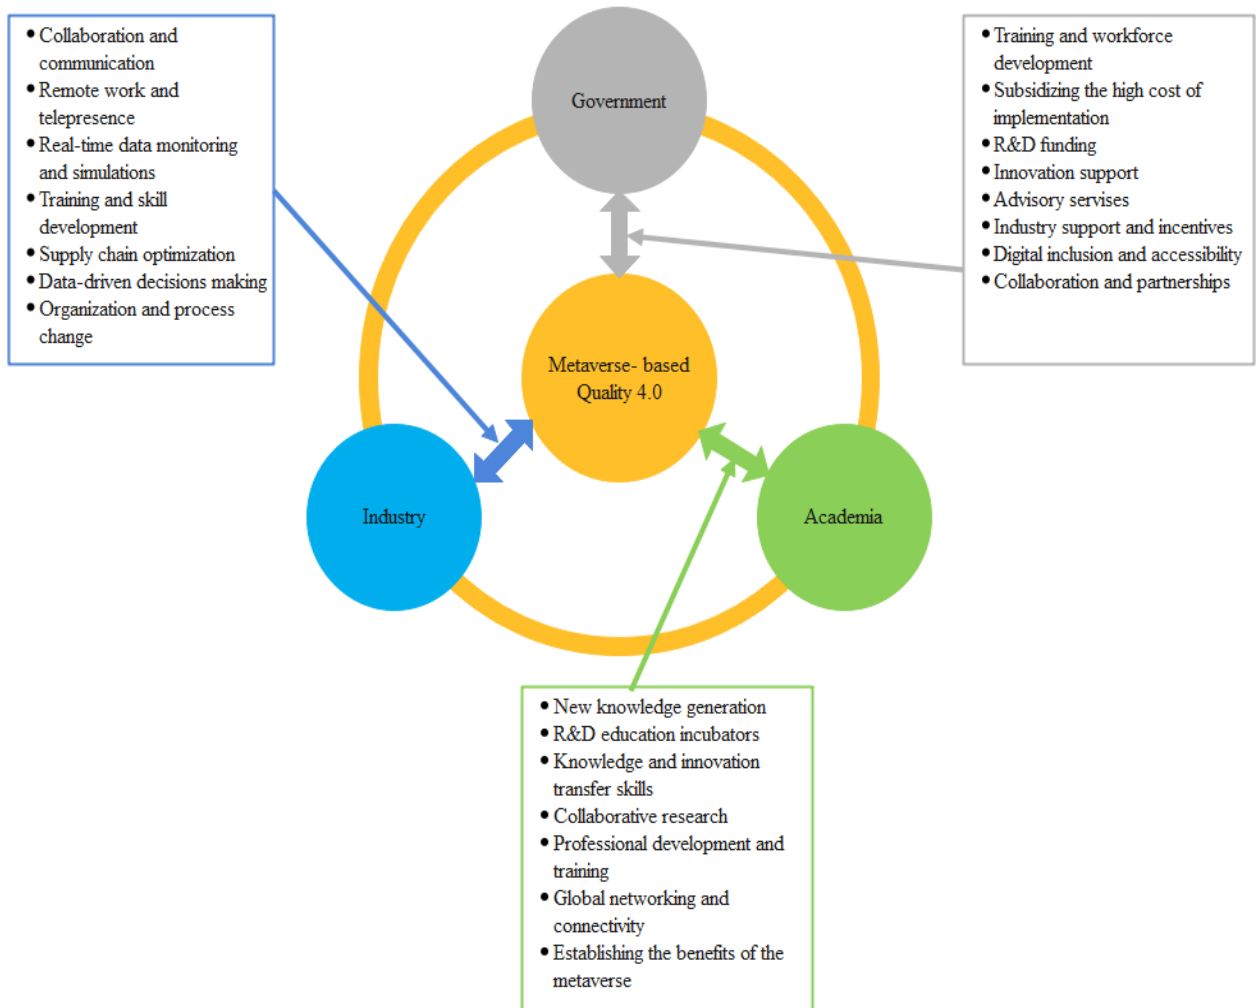 • Collaboration and
communication
• Remote work and
telepresence
• Real-time data monitoring
and simulations
• Training and skill
development
• Supply chain optimization
• Data-driven decisions making
• Organization and process
change
Government
• Training and workforce
development
• Subsidizing the high cost of
implementation
• R&D funding
• Innovation support
• Advisory servises
• Industry support and incentives
• Digital inclusion and accessibility
• Collaboration and partnerships
Metaverse- based
Quality 4.0
Industry
Academia
• New knowledge generation
• R&D education incubators
• Knowledge and innovation
transfer skills
• Collaborative research
• Professional development and
training
• Global networking and
connectivity
• Establishing the benefits of the
metaverse